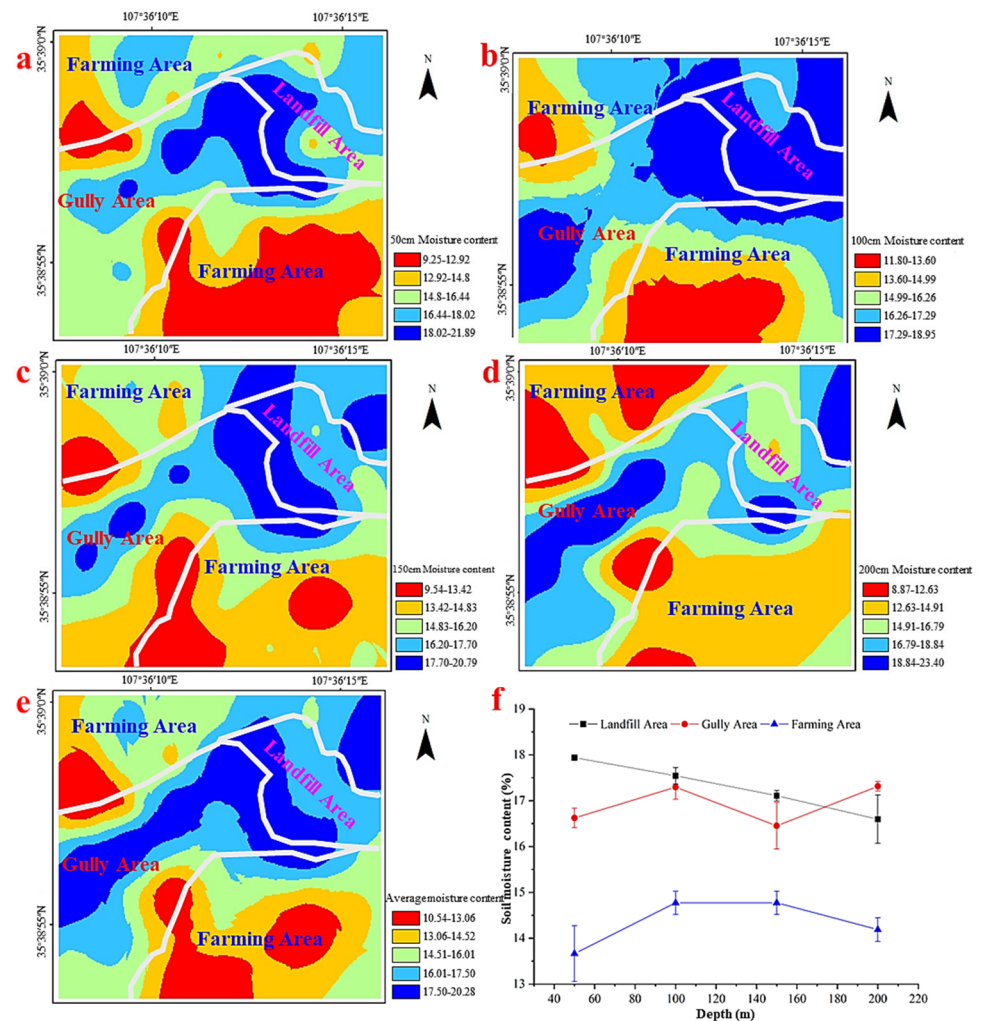 107°36′10″E 107°36′15″E
a
35°39′0″N
Farming Area
N
Landfill Area
Gully Area
35°38′55″N
Farming Area
50cm Moisture content
9.25-12.92
12.92-14.8
14.8-16.44
16.44-18.02
18.02-21.89
107°36′10″E 107°36′15″E
b
35°39′0″N
Farming Area
N
Landfill Area
Gully Area
35°38′55″N
Farming Area
100cm Moisture content
11.80-13.60
13.60-14.99
14.99-16.26
16.26-17.29
17.29-18.95
107°36′10″E 107°36′15″E
c
35°39′0″N
Farming Area
N
Landfill Area
Gully Area
35°38′55″N
Farming Area
150cm Moisture content
9.54-13.42
13.42-14.83
14.83-16.20
16.20-17.70
17.70-20.79
107°36′10″E 107°36′15″E
d
35°39′0″N
Farming Area
N
Landfill Area
Gully Area
35°38′55″N
Farming Area
200cm Moisture content
8.87-12.63
12.63-14.91
14.91-16.79
16.79-18.84
18.84-23.40
107°36′10″E 107°36′15″E
e
35°39′0″N
Farming Area
N
Landfill Area
Gully Area
35°38′55″N
Farming Area
Averagemoisture content
10.54-13.06
13.06-14.52
14.51-16.01
16.01-17.50
17.50-20.28
f
Landfill Area Gully Area Farming Area
Soil moisture content (%)
19
18
17
16
15
14
13
40 60 80 100 120 140 160 180 200 220
Depth (m)